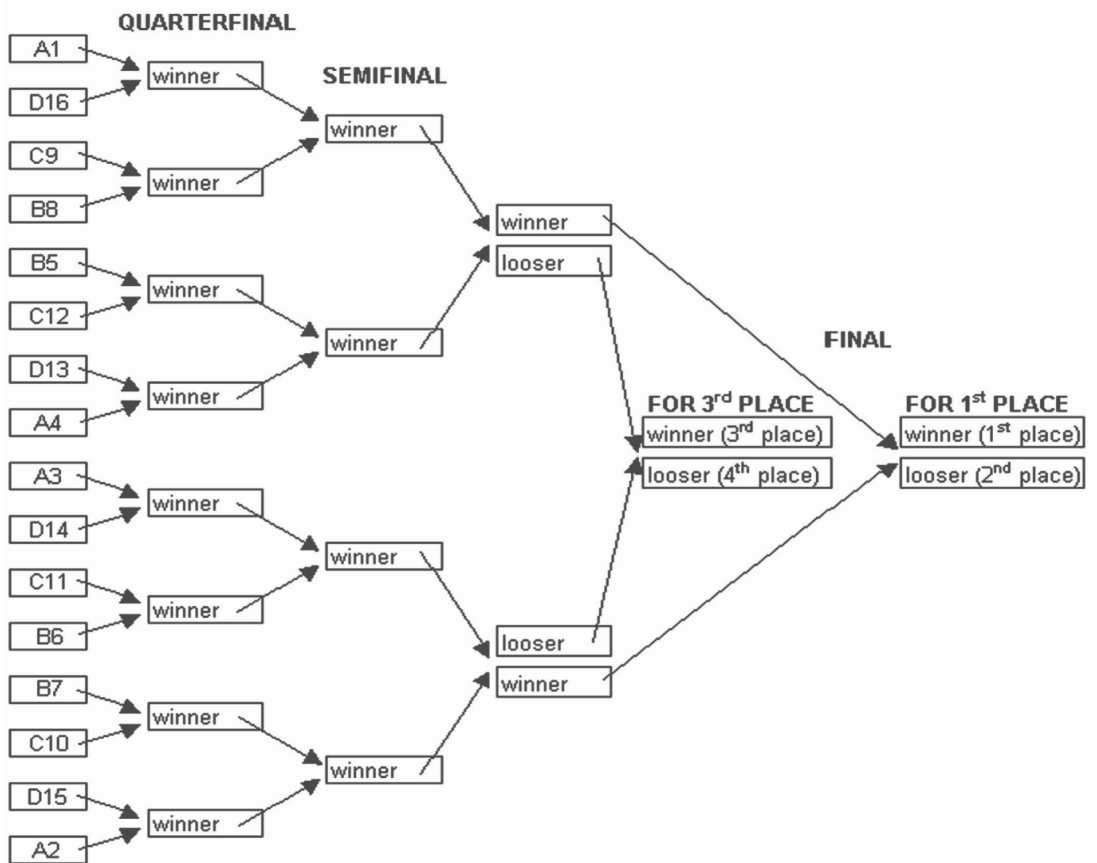 QUARTERFINAL
A1
winner
SEMIFINAL
D16
winner
C9
winner
B8
winner
looser
B5
winner
C12
winner
FINAL
D13
winner
A4
FOR 3rd PLACE
winner (3rd place)
looser (4th place)
FOR 1st PLACE
winner (1st place)
looser (2nd place)
A3
winner
D14
winner
C11
winner
B6
looser
winner
B7
winner
C10
winner
D15
winner
A2